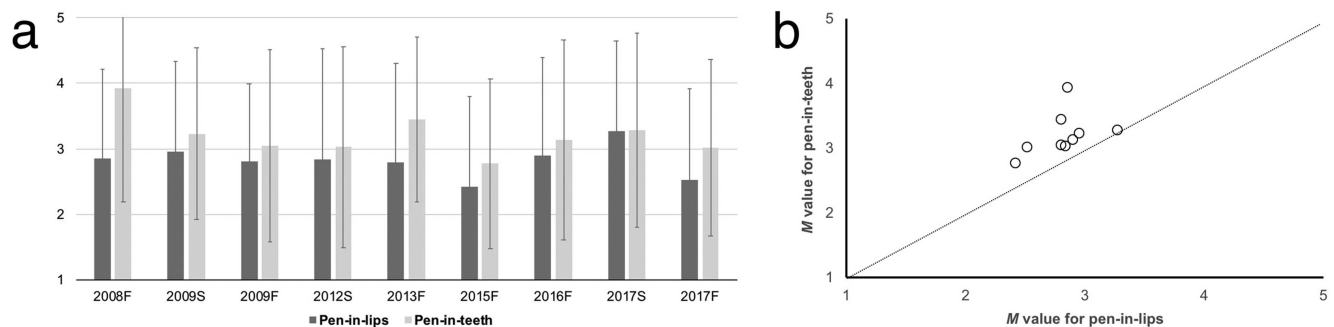 a
5
4
3
2
1
2008F 2009S 2009F 2012S 2013F 2015F 2016F 2017S 2017F
Pen-in-lips Pen-in-teeth
b
M value for pen-in-teeth
5
4
3
2
1
1 2 3 4 5
M value for pen-in-lips